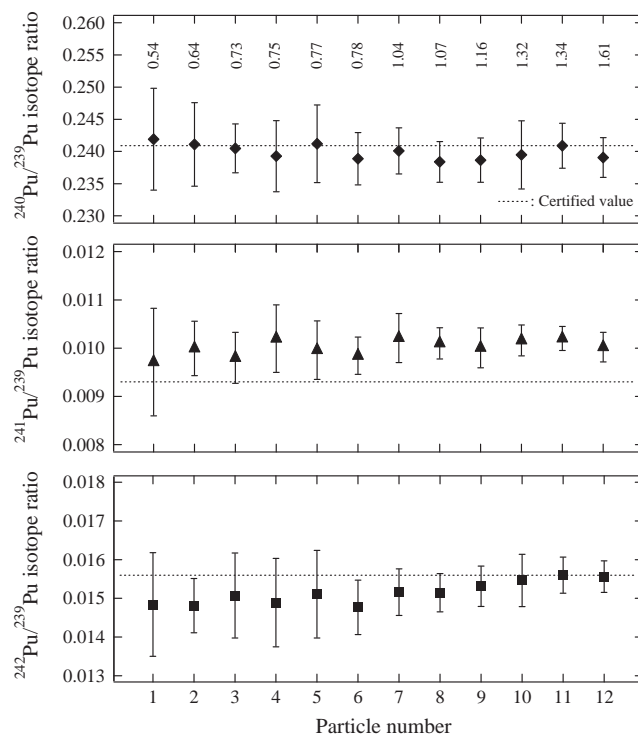 0.260
0.54 0.64 0.73 0.75 0.77 0.78 1.04 1.07 1.16 1.32 1.34 1.61
0.255
0.250
0.245
0.240
0.235
0.230
²⁴⁰Pu/²³⁹Pu isotope ratio
: Certified value
0.012
0.011
0.010
0.009
0.008
²⁴¹Pu/²³⁹Pu isotope ratio
0.018
0.017
0.016
0.015
0.014
0.013
²⁴²Pu/²³⁹Pu isotope ratio
1 2 3 4 5 6 7 8 9 10 11 12
Particle number